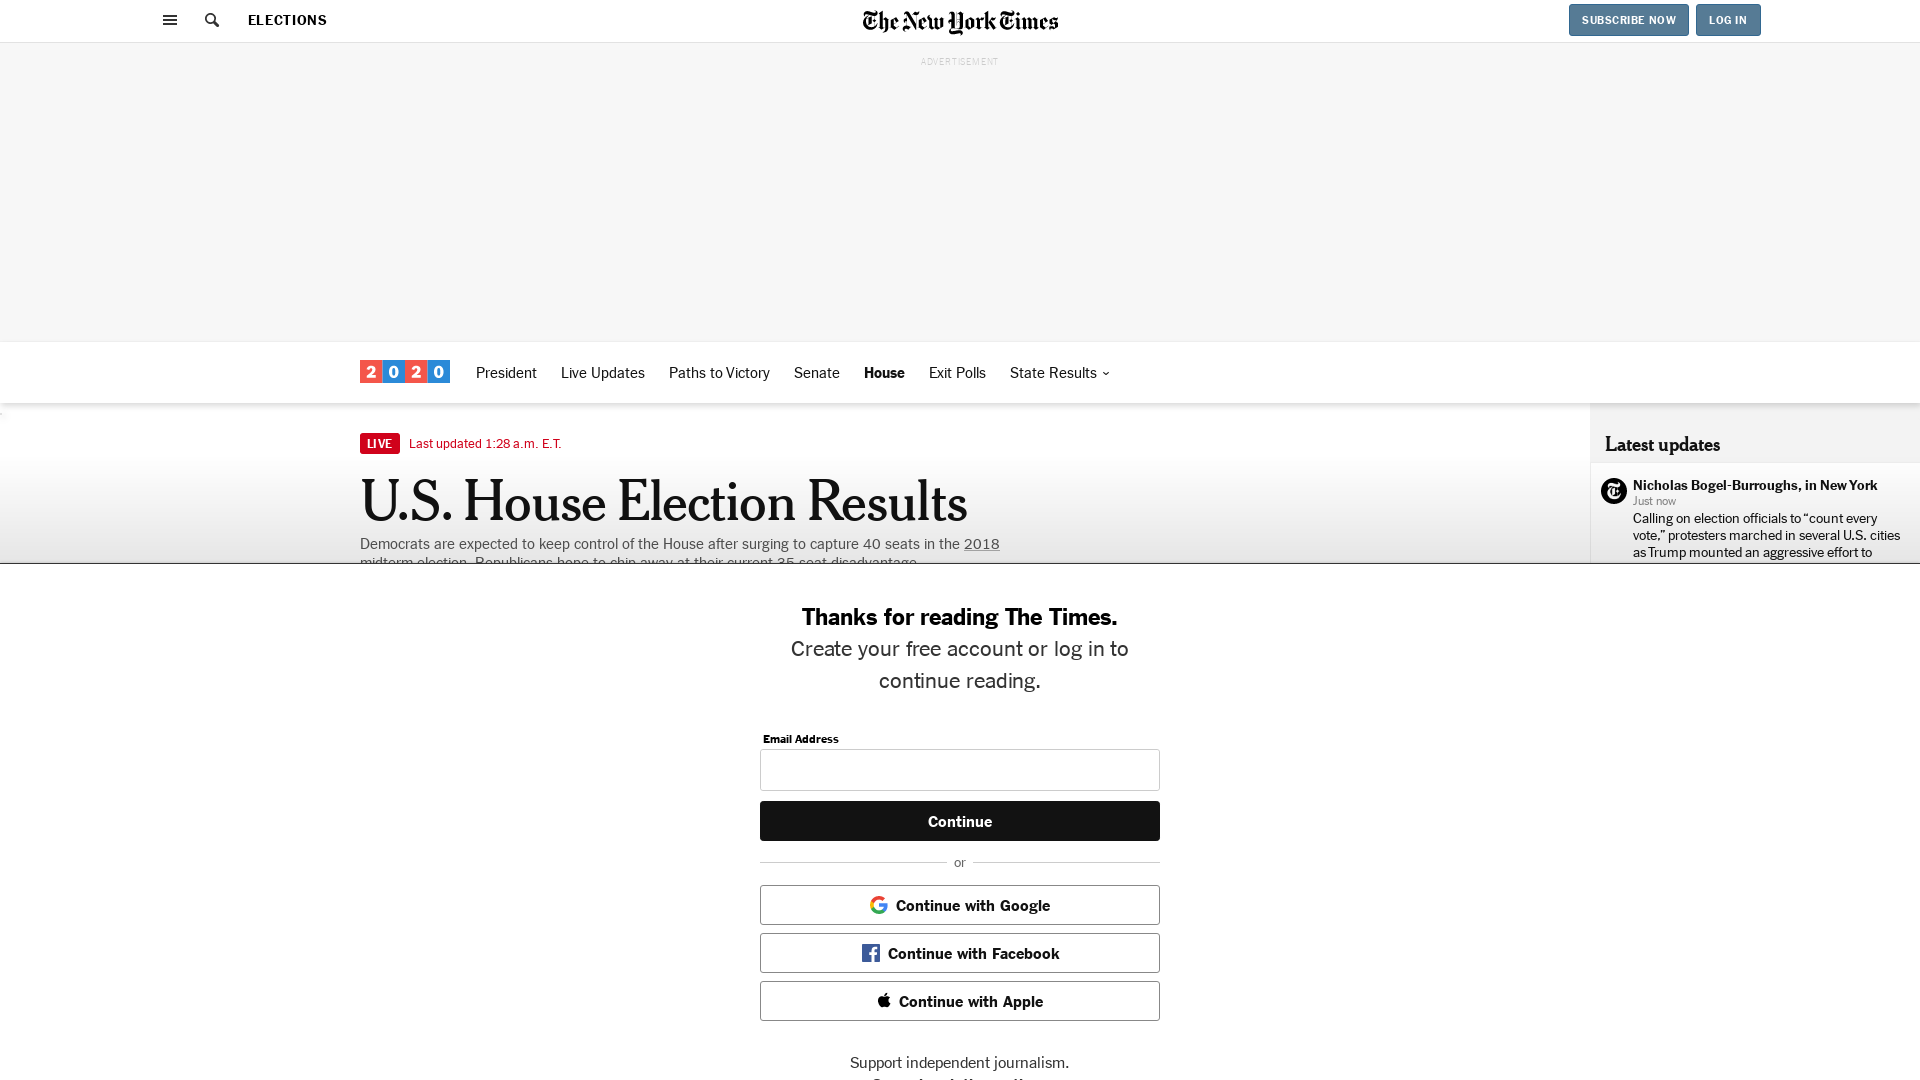 ELECTIONS
The New York Times
SUBSCRIBE NOW
LOG IN
ADVERTISEMENT
2020
President
Live Updates
Paths to Victory
Senate
House
Exit Polls
State Results
LIVE
Last updated 1:28 a.m. E.T.
U.S. House Election Results
Democrats are expected to keep control of the House after surging to capture 40 seats in the 2018
midterm election. Republicans hope to chip away at their current 35 seat disadvantage.
Latest updates
Nicholas Bogel-Burroughs, in New York
Just now
Calling on election officials to “count every
vote,” protesters marched in several U.S. cities
as Trump mounted an aggressive effort to
Thanks for reading The Times.
Create your free account or log in to
continue reading.
Email Address
Continue
or
Continue with Google
Continue with Facebook
Continue with Apple
Support independent journalism.